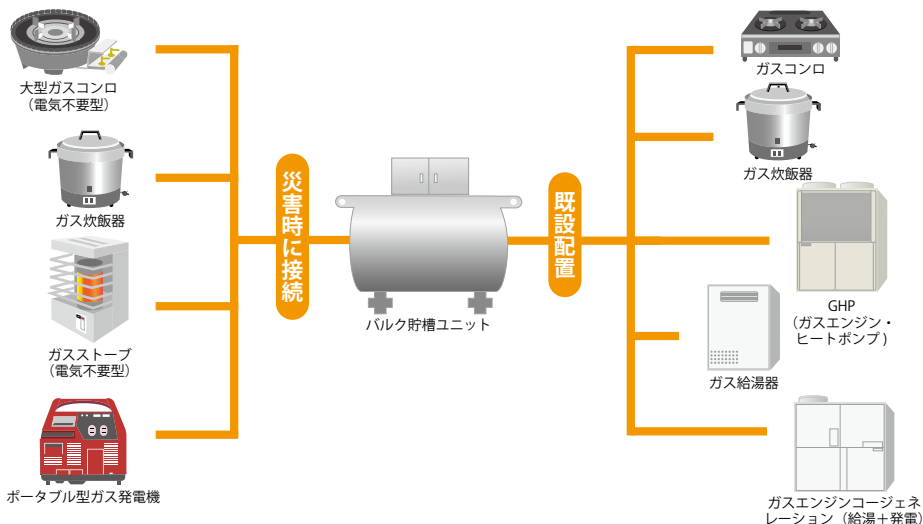 大型ガスコンロ
（電気不要型）
ガス炊飯器
ガスストーブ
（電気不要型）
ポータブル型ガス発電機
災害時に接続
バルク貯槽ユニット
既設配置
ガスコンロ
ガス炊飯器
GHP
（ガスエンジン・
ヒートポンプ）
ガス給湯器
ガスエンジンコージェネ
レーション（給湯＋発電）